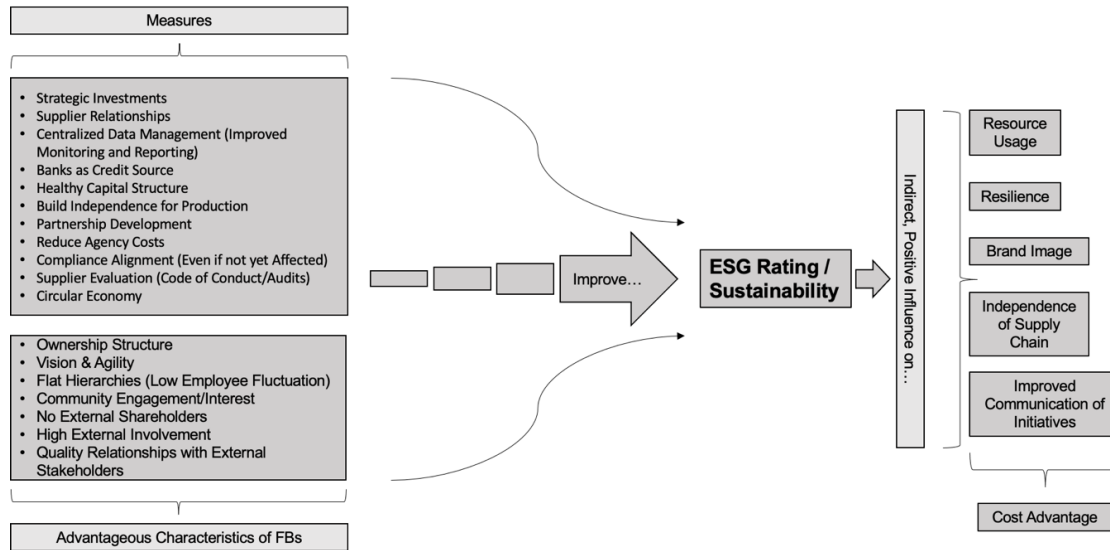 Measures
• Strategic Investments
• Supplier Relationships
• Centralized Data Management (Improved
Monitoring and Reporting)
• Banks as Credit Source
• Healthy Capital Structure
• Build Independence for Production
• Partnership Development
• Reduce Agency Costs
• Compliance Alignment (Even if not yet Affected)
• Supplier Evaluation (Code of Conduct/Audits)
• Circular Economy
• Ownership Structure
• Vision & Agility
• Flat Hierarchies (Low Employee Fluctuation)
• Community Engagement/Interest
• No External Shareholders
• High External Involvement
• Quality Relationships with External
Stakeholders
Advantageous Characteristics of FBs
Improve…
ESG Rating /
Sustainability
Indirect, Positive Influence on…
Resource
Usage
Resilience
Brand Image
Independence
of Supply
Chain
Improved
Communication of
Initiatives
Cost Advantage